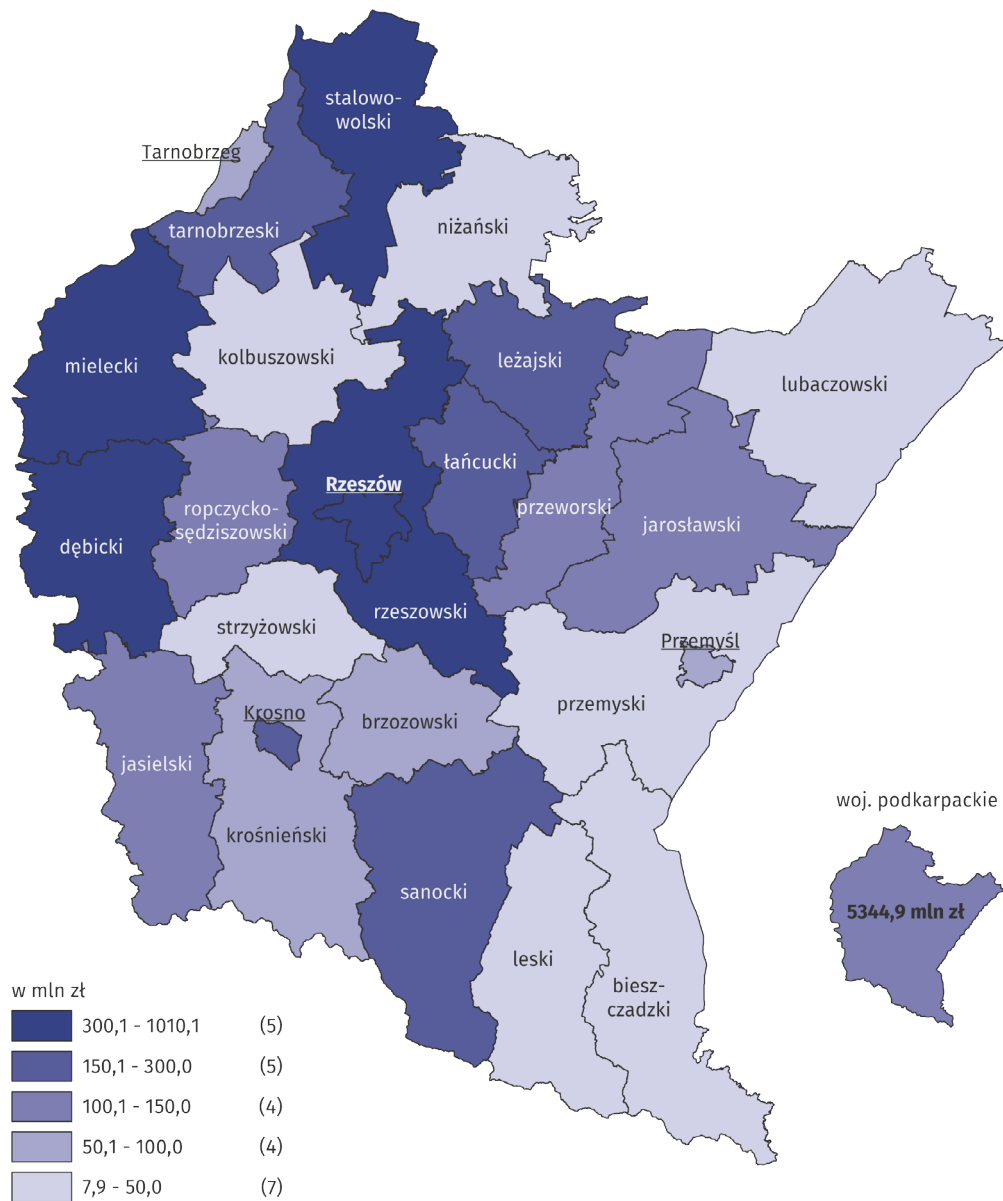 stalowo-
wolski
Tarnobrzeg
tarnobrzeski
niżański
mielecki
kolbuszowski
leżajski
lubaczowski
łańcucki
Rzeszów
ropczycko-
sędziszowski
przeworski
jarosławski
dębicki
rzeszowski
strzyżowski
Przemyśl
przemyski
Krosno
brzozowski
jasielski
krośnieński
sanocki
leski
biesz-
czadzki
woj. podkarpackie
5344,9 mln zł
w mln zł
300,1 - 1010,1 (5)
150,1 - 300,0 (5)
100,1 - 150,0 (4)
50,1 - 100,0 (4)
7,9 - 50,0 (7)